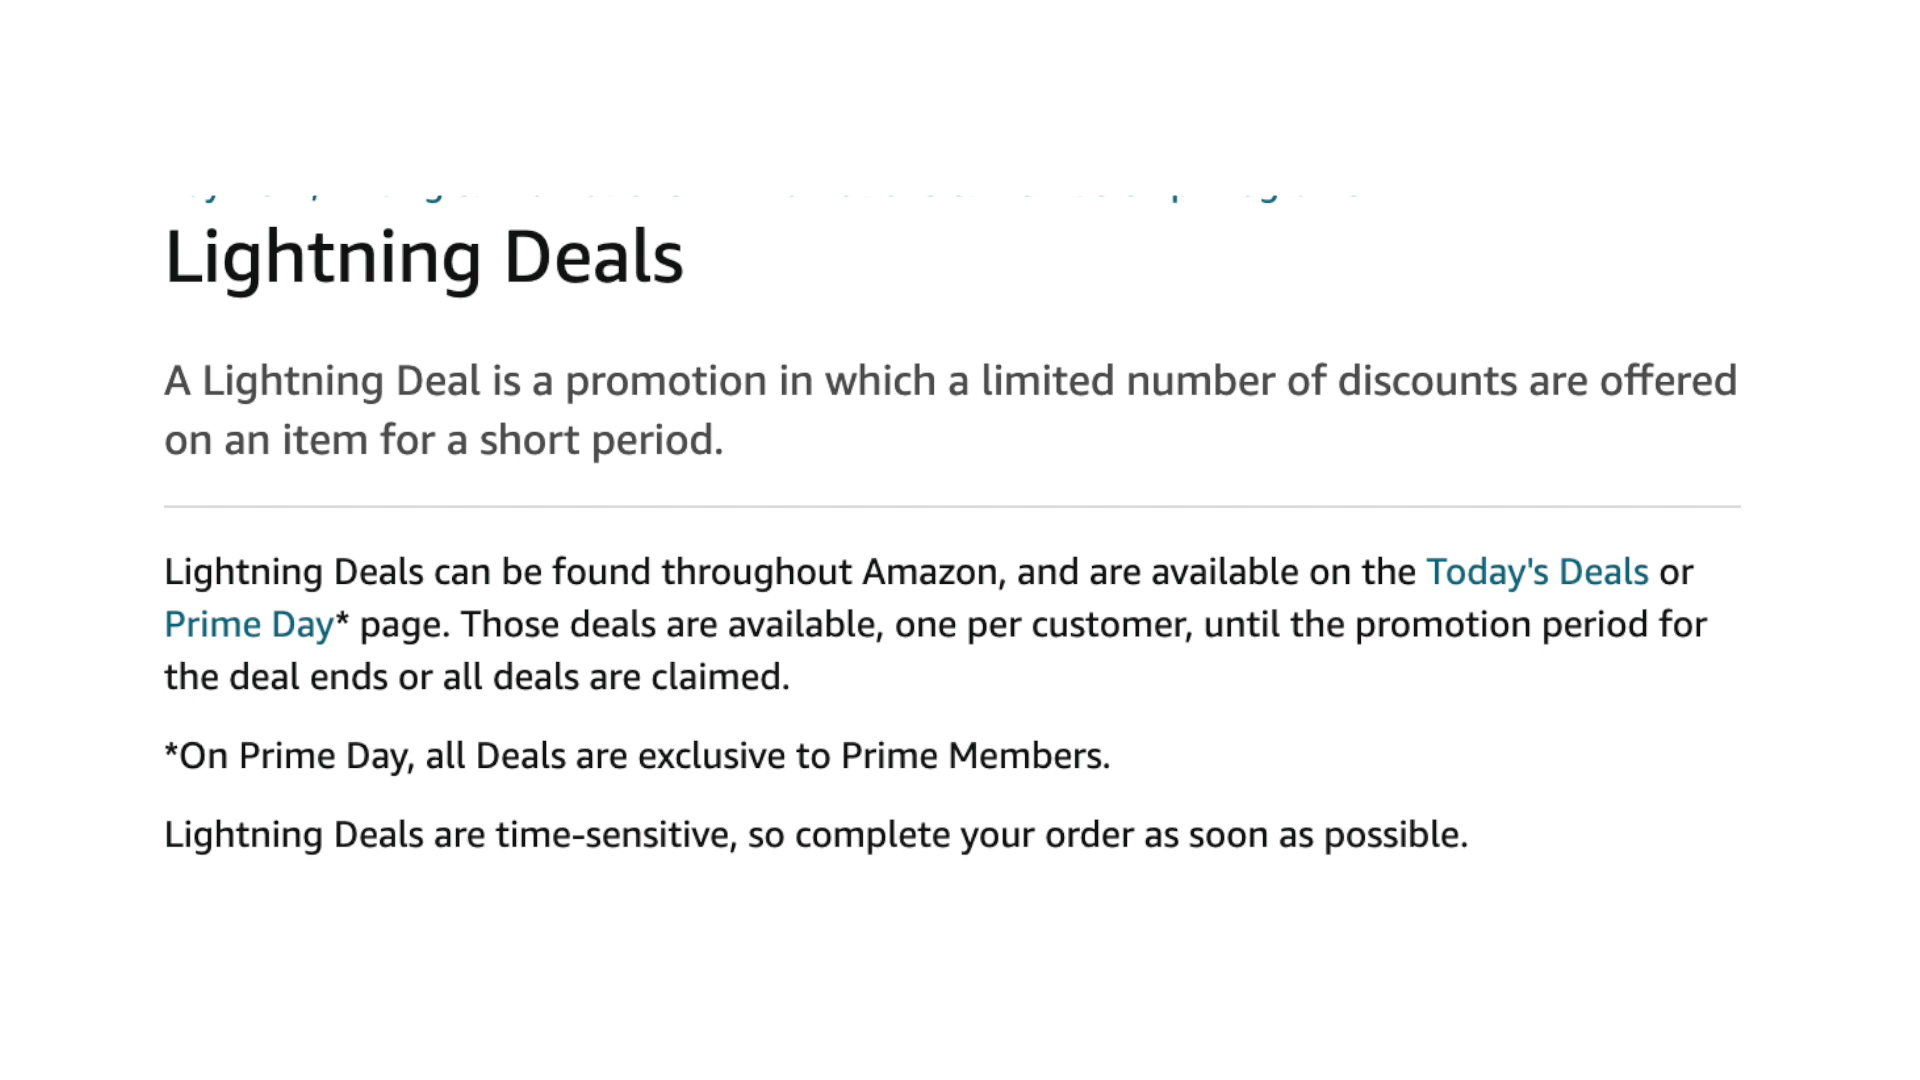 Lightning Deals
A Lightning Deal is a promotion in which a limited number of discounts are offered
on an item for a short period.
Lightning Deals can be found throughout Amazon, and are available on the Today's Deals or
Prime Day* page. Those deals are available, one per customer, until the promotion period for
the deal ends or all deals are claimed.
*On Prime Day, all Deals are exclusive to Prime Members.
Lightning Deals are time-sensitive, so complete your order as soon as possible.